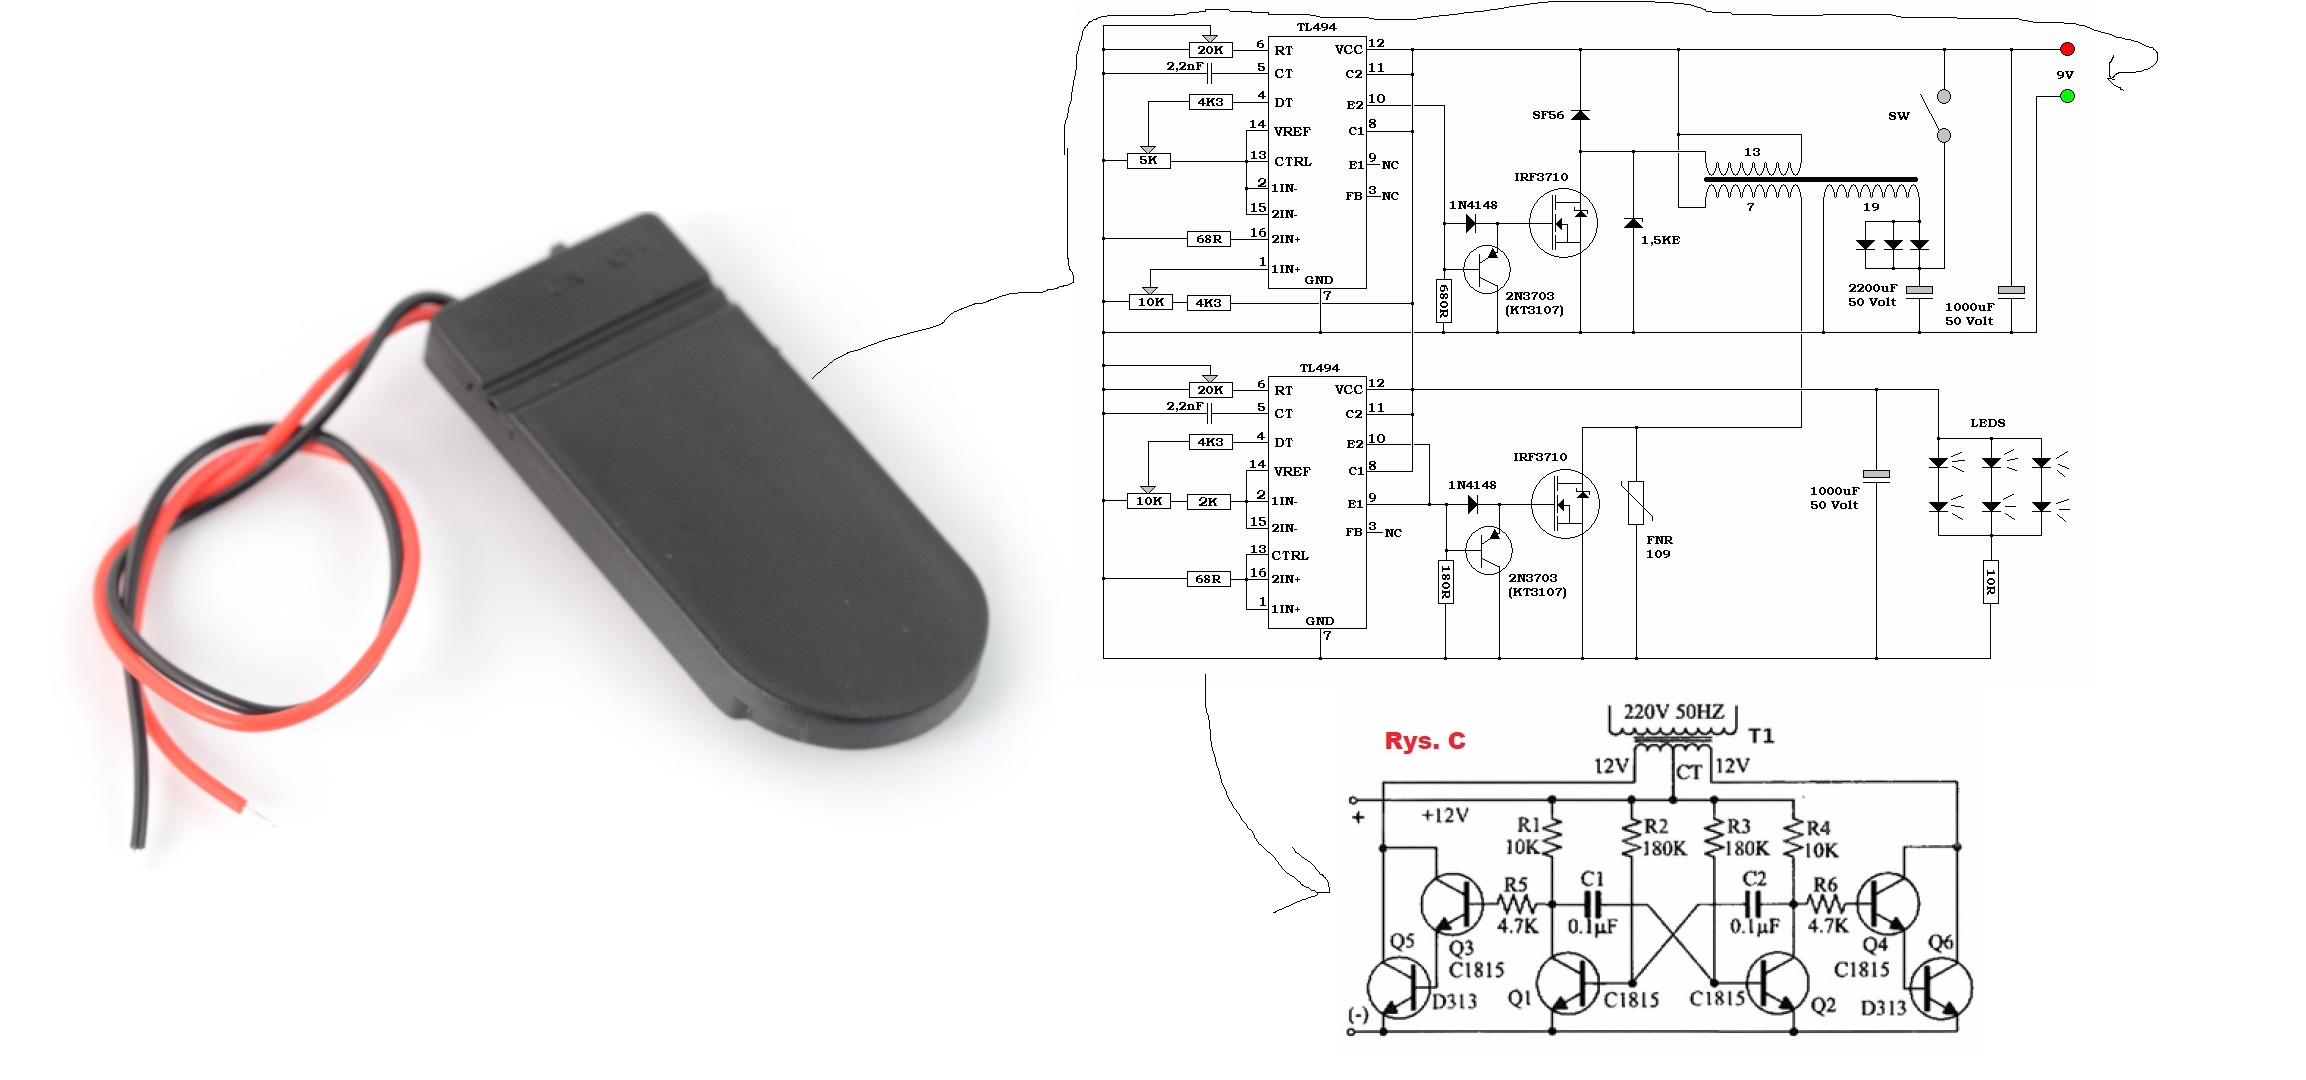 TL494
6 RT VCC 12
20K
2,2nF 5 CT C2 11
9V
4K3 4 DT E2 10
SF56
SW
14 VREF C1 8
5K 13 CTRL E1 9 NC
13
2 1IN- FB 3 NC
IRF3710
15 2IN-
1N4148
7
19
68R 16 2IN+
1,5KE
1 1IN+
GND
7
10K 4K3
680R
2N3703
(KT3107)
2200uF
50 Volt
1000uF
50 Volt
TL494
20K 6 RT VCC 12
2,2nF 5 CT C2 11
LEDS
4K3 4 DT E2 10
14 VREF C1 8
IRF3710
1N4148
10K 2K 2 1IN- E1 9
1000uF
50 Volt
15 2IN- FB 3 NC
FNR
109
13 CTRL
68R 16 2IN+
180R
2N3703
(KT3107)
10R
1 1IN+
GND
7
220V 50HZ
Rys. C
T1
12V CT 12V
+ +12V
R1
10K
R2
180K
R3
180K
R4
10K
R5
4.7K
C1
0.1μF
C2
0.1μF
R6
4.7K
Q5
Q3
C1815
Q4
C1815
Q6
D313
Q1
C1815
C1815
Q2
D313
(-)